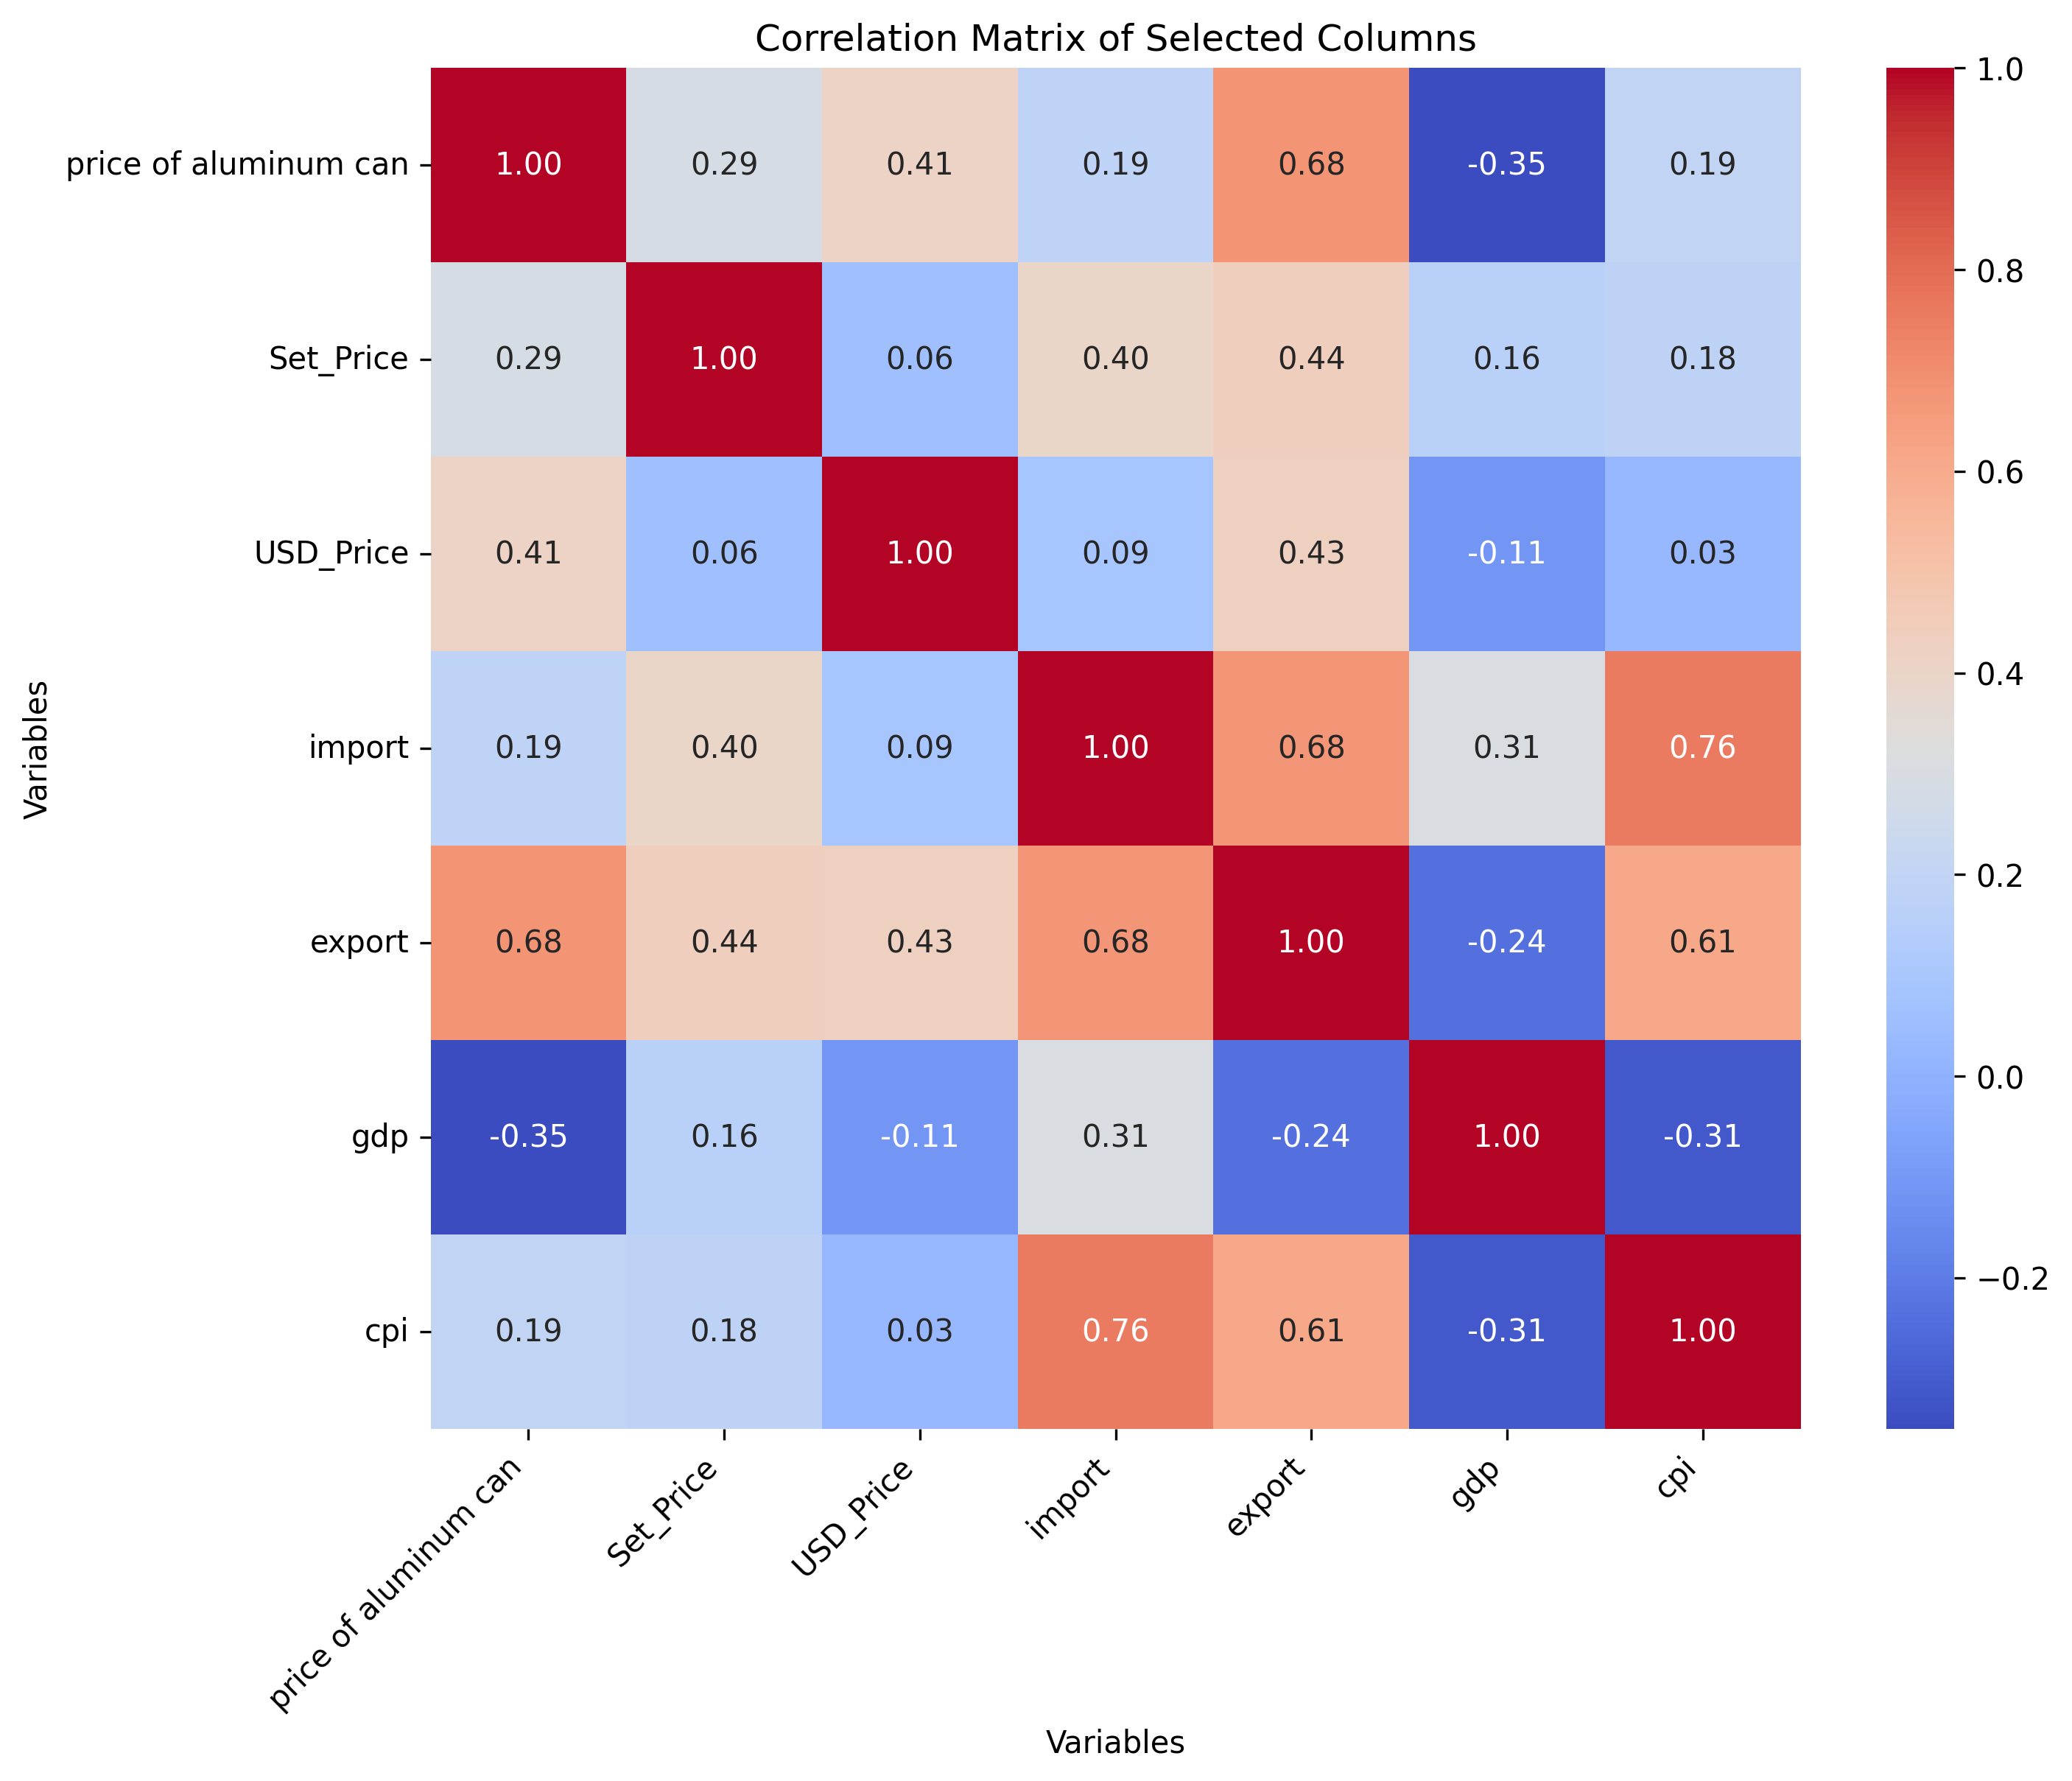 Correlation Matrix of Selected Columns
price of aluminum can 1.00 0.29 0.41 0.19 0.68 -0.35 0.19
Set_Price 0.29 1.00 0.06 0.40 0.44 0.16 0.18
USD_Price 0.41 0.06 1.00 0.09 0.43 -0.11 0.03
import 0.19 0.40 0.09 1.00 0.68 0.31 0.76
export 0.68 0.44 0.43 0.68 1.00 -0.24 0.61
gdp -0.35 0.16 -0.11 0.31 -0.24 1.00 -0.31
cpi 0.19 0.18 0.03 0.76 0.61 -0.31 1.00
Variables
price of aluminum can
Set_Price
USD_Price
import
export
gdp
cpi
Variables
1.0
0.8
0.6
0.4
0.2
0.0
−0.2